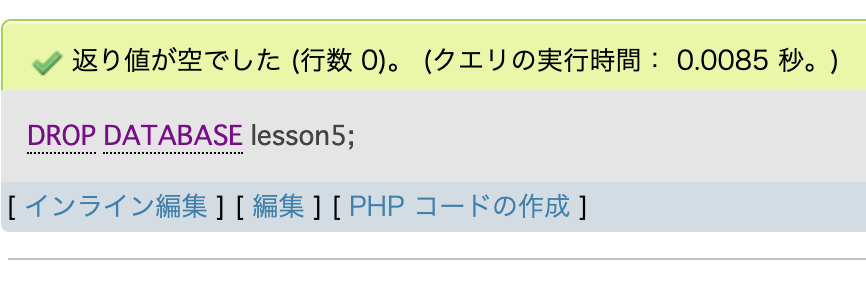 返り値が空でした (行数 0)。 (クエリの実行時間： 0.0085 秒。)
DROP DATABASE lesson5;
[ インライン編集 ] [ 編集 ] [ PHP コードの作成 ]